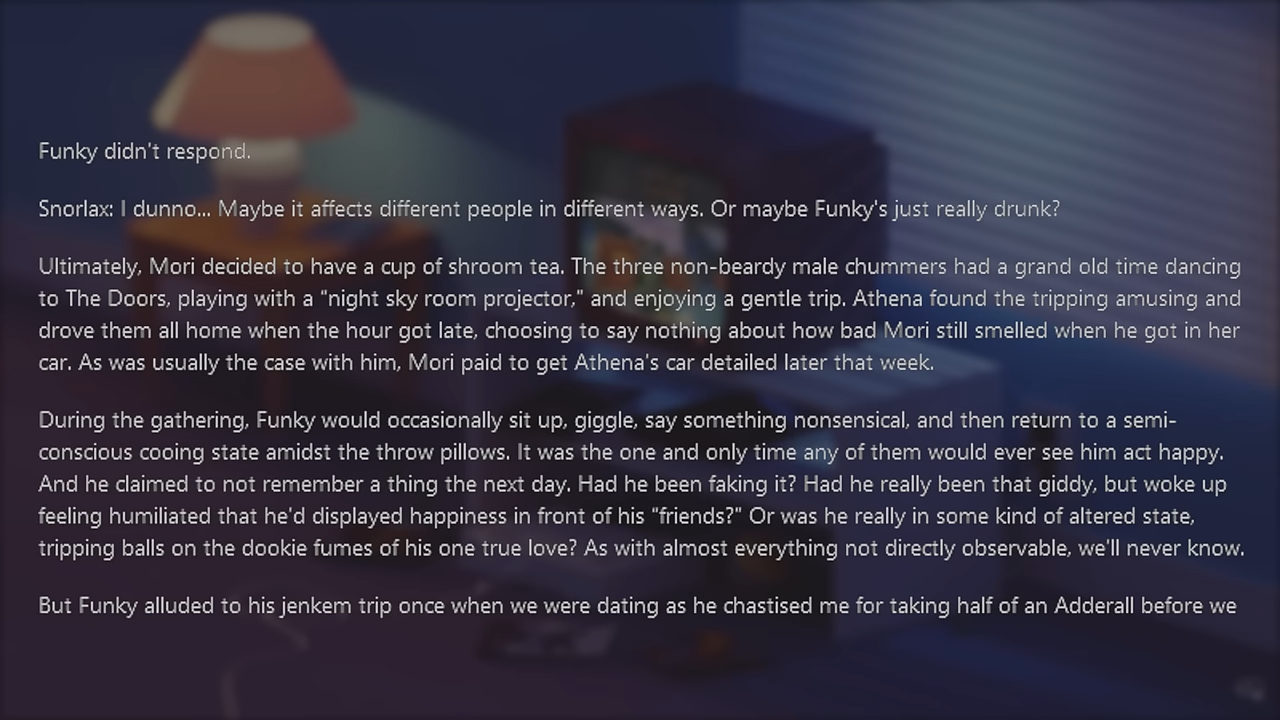 Funky didn't respond.
Snorlax: I dunno... Maybe it affects different people in different ways. Or maybe Funky's just really drunk?
Ultimately, Mori decided to have a cup of shroom tea. The three non-beardy male chummers had a grand old time dancing
to The Doors, playing with a “night sky room projector,” and enjoying a gentle trip. Athena found the tripping amusing and
drove them all home when the hour got late, choosing to say nothing about how bad Mori still smelled when he got in her
car. As was usually the case with him, Mori paid to get Athena's car detailed later that week.
During the gathering, Funky would occasionally sit up, giggle, say something nonsensical, and then return to a semi-
conscious cooing state amidst the throw pillows. It was the one and only time any of them would ever see him act happy.
And he claimed to not remember a thing the next day. Had he been faking it? Had he really been that giddy, but woke up
feeling humiliated that he'd displayed happiness in front of his “friends?” Or was he really in some kind of altered state,
tripping balls on the dookie fumes of his one true love? As with almost everything not directly observable, we'll never know.
But Funky alluded to his jenkem trip once when we were dating as he chastised me for taking half of an Adderall before we